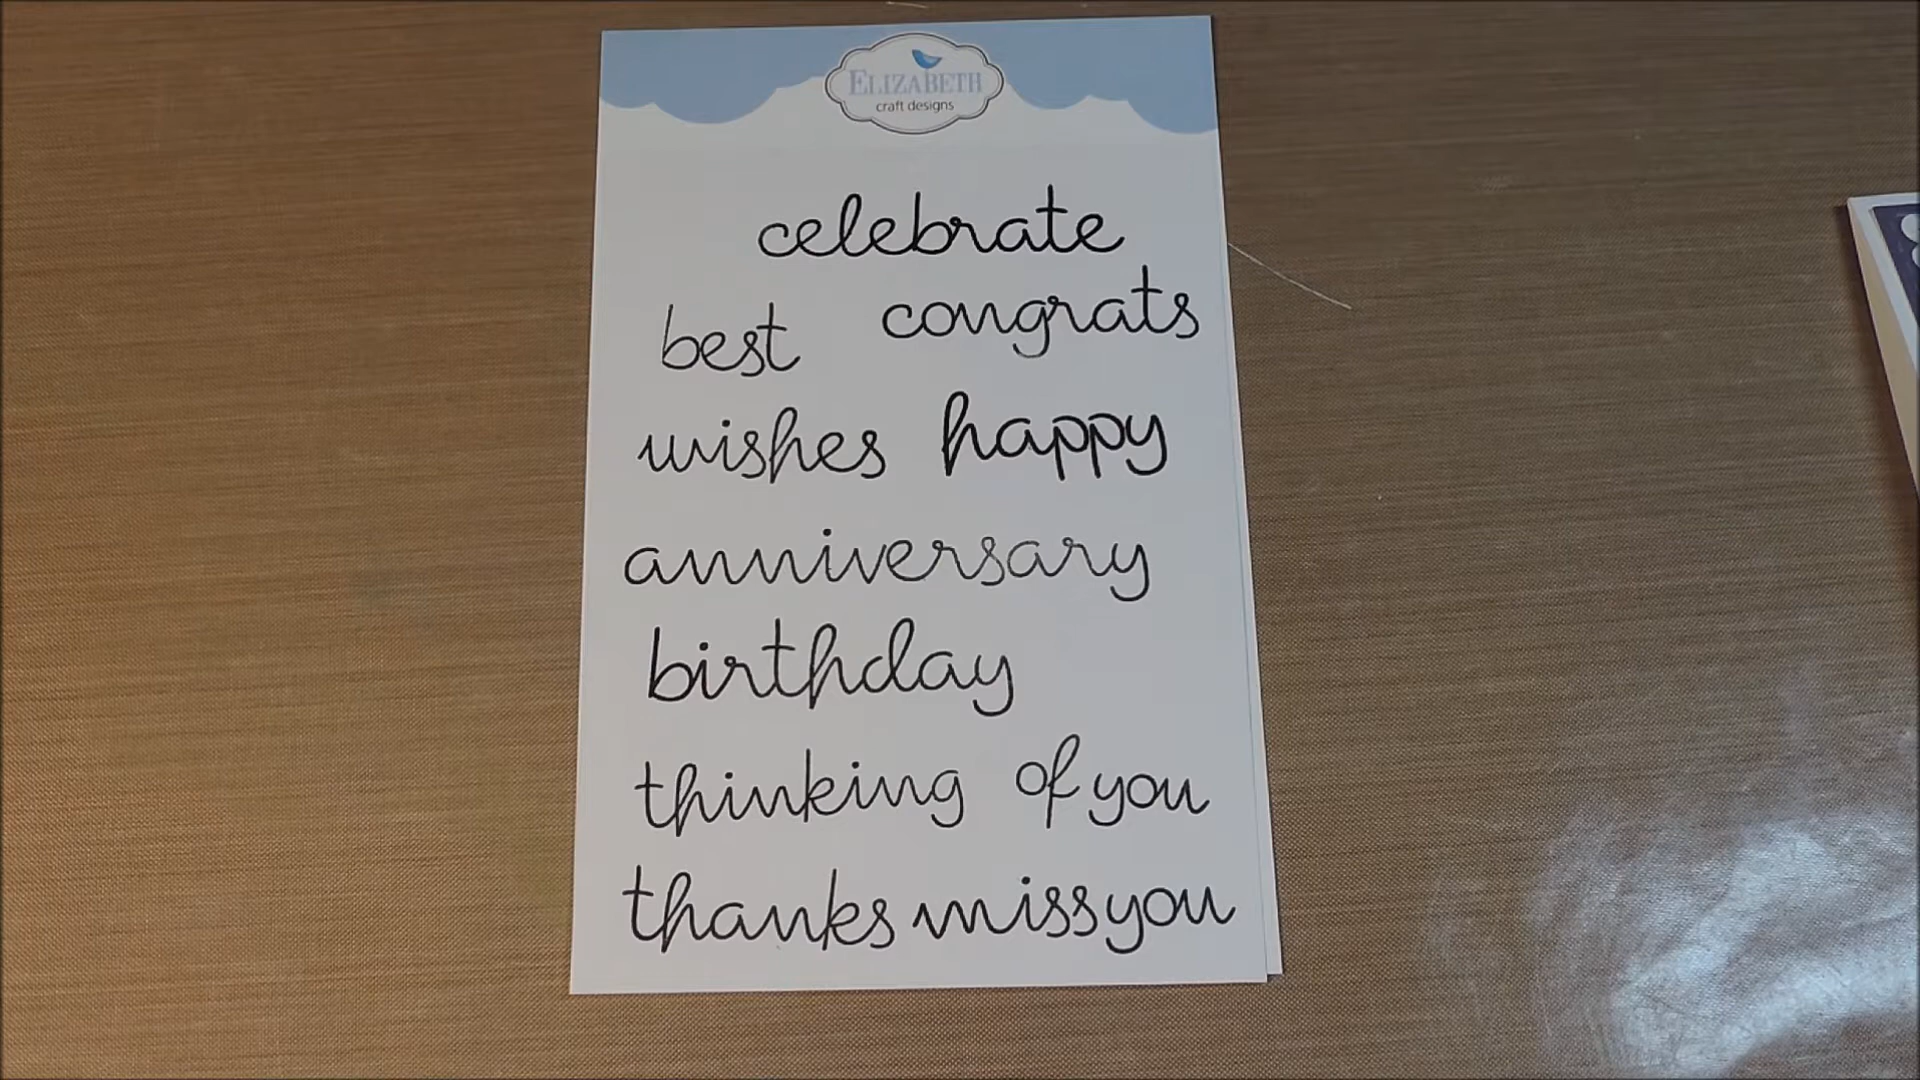 ELIZABETH
craft designs
celebrate
congrats
best
wishes happy
anniversary
birthday
thinking of you
thanks miss you